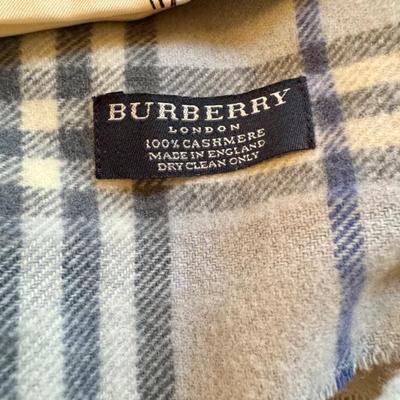 BURBERRY
LONDON
100% CASHMERE
MADE IN ENGLAND
DRY CLEAN ONLY